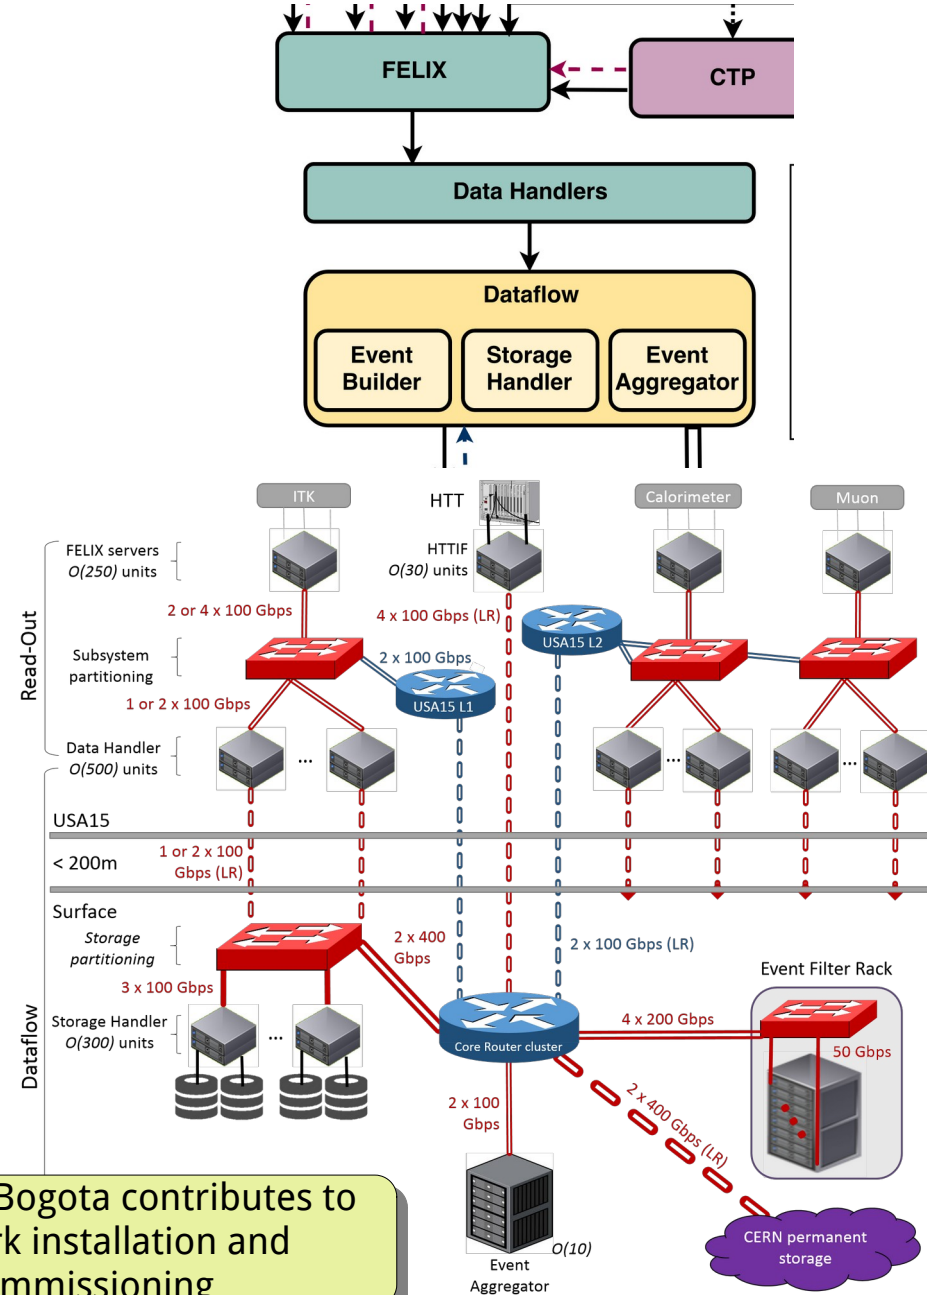 FELIX
CTP
Data Handlers
Dataflow
Event
Builder
Storage
Handler
Event
Aggregator
ITK
HTT
Calorimeter
Muon
FELIX servers
O(250) units
HTTIF
O(30) units
2 or 4 x 100 Gbps
4 x 100 Gbps (LR)
USA15 L2
Read-Out
Subsystem
partitioning
2 x 100 Gbps
1 or 2 x 100 Gbps
USA15 L1
Data Handler
O(500) units
...
...
...
USA15
< 200m
1 or 2 x 100
Gbps (LR)
Surface
Storage
partitioning
2 x 400
Gbps
2 x 100 Gbps (LR)
Event Filter Rack
3 x 100 Gbps
Dataflow
Storage Handler
O(300) units
...
Core Router cluster
4 x 200 Gbps
50 Gbps
2 x 100
Gbps
2 x 400 Gbps (LR)
O(10)
Event
Aggregator
CERN permanent
storage
Bogota contributes to
rk installation and
mmissioning